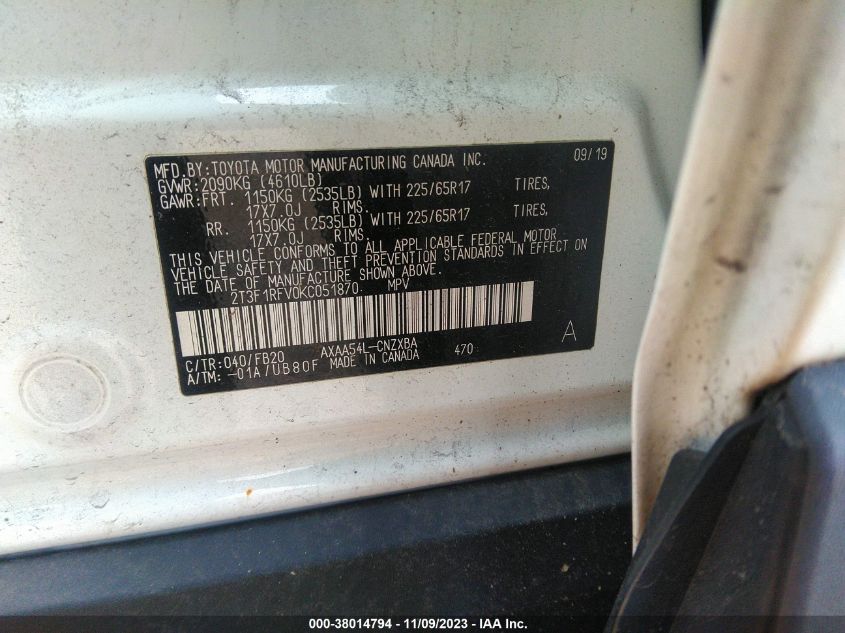 MFD.BY:TOYOTA MOTOR MANUFACTURING CANADA INC. 09/19
GVWR:2090KG (4610LB)
GAWR:FRT. 1150KG (2535LB) WITH 225/65R17 TIRES,
17X7.0J RIMS.
RR. 1150KG (2535LB) WITH 225/65R17 TIRES,
17X7.0J RIMS.
THIS VEHICLE CONFORMS TO ALL APPLICABLE FEDERAL MOTOR
VEHICLE SAFETY AND THEFT PREVENTION STANDARDS IN EFFECT ON
THE DATE OF MANUFACTURE SHOWN ABOVE.
2T3F1RFV0KC051870. MPV
A
C/TR:040/FB20 AXAA54L-CNZXBA 470
A/TM:-01A/UB80F MADE IN CANADA
000-38014794 - 11/09/2023 - IAA Inc.